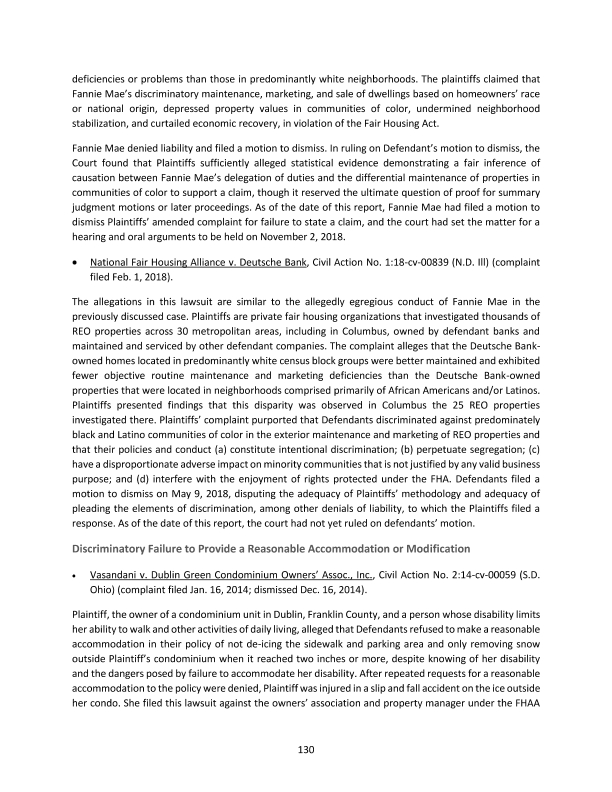 deficiencies or problems than those in predominantly white neighborhoods. The plaintiffs claimed that
Fannie Mae's discriminatory maintenance, marketing, and sale of dwellings based on homeowners' race
or national origin, depressed property values in communities of color, undermined neighborhood
stabilization, and curtailed economic recovery, in violation of the Fair Housing Act.
Fannie Mae denied liability and filed a motion to dismiss. In ruling on Defendant's motion to dismiss, the
Court found that Plaintiffs sufficiently alleged statistical evidence demonstrating a fair inference of
causation between Fannie Mae's delegation of duties and the differential maintenance of properties in
communities of color to support a claim, though it reserved the ultimate question of proof for summary
judgment motions or later proceedings. As of the date of this report, Fannie Mae had filed a motion to
dismiss Plaintiffs' amended complaint for failure to state a claim, and the court had set the matter for a
hearing and oral arguments to be held on November 2, 2018.
• National Fair Housing Alliance v. Deutsche Bank, Civil Action No. 1:18-cv-00839 (N.D. Ill) (complaint
filed Feb. 1, 2018).
The allegations in this lawsuit are similar to the allegedly egregious conduct of Fannie Mae in the
previously discussed case. Plaintiffs are private fair housing organizations that investigated thousands of
REO properties across 30 metropolitan areas, including in Columbus, owned by defendant banks and
maintained and serviced by other defendant companies. The complaint alleges that the Deutsche Bank-
owned homes located in predominantly white census block groups were better maintained and exhibited
fewer objective routine maintenance and marketing deficiencies than the Deutsche Bank-owned
properties that were located in neighborhoods comprised primarily of African Americans and/or Latinos.
Plaintiffs presented findings that this disparity was observed in Columbus the 25 REO properties
investigated there. Plaintiffs' complaint purported that Defendants discriminated against predominately
black and Latino communities of color in the exterior maintenance and marketing of REO properties and
that their policies and conduct (a) constitute intentional discrimination; (b) perpetuate segregation; (c)
have a disproportionate adverse impact on minority communities that is not justified by any valid business
purpose; and (d) interfere with the enjoyment of rights protected under the FHA. Defendants filed a
motion to dismiss on May 9, 2018, disputing the adequacy of Plaintiffs' methodology and adequacy of
pleading the elements of discrimination, among other denials of liability, to which the Plaintiffs filed a
response. As of the date of this report, the court had not yet ruled on defendants' motion.
Discriminatory Failure to Provide a Reasonable Accommodation or Modification
• Vasandani v. Dublin Green Condominium Owners' Assoc., Inc., Civil Action No. 2:14-cv-00059 (S.D.
Ohio) (complaint filed Jan. 16, 2014; dismissed Dec. 16, 2014).
Plaintiff, the owner of a condominium unit in Dublin, Franklin County, and a person whose disability limits
her ability to walk and other activities of daily living, alleged that Defendants refused to make a reasonable
accommodation in their policy of not de-icing the sidewalk and parking area and only removing snow
outside Plaintiff's condominium when it reached two inches or more, despite knowing of her disability
and the dangers posed by failure to accommodate her disability. After repeated requests for a reasonable
accommodation to the policy were denied, Plaintiff was injured in a slip and fall accident on the ice outside
her condo. She filed this lawsuit against the owners' association and property manager under the FHAA
130